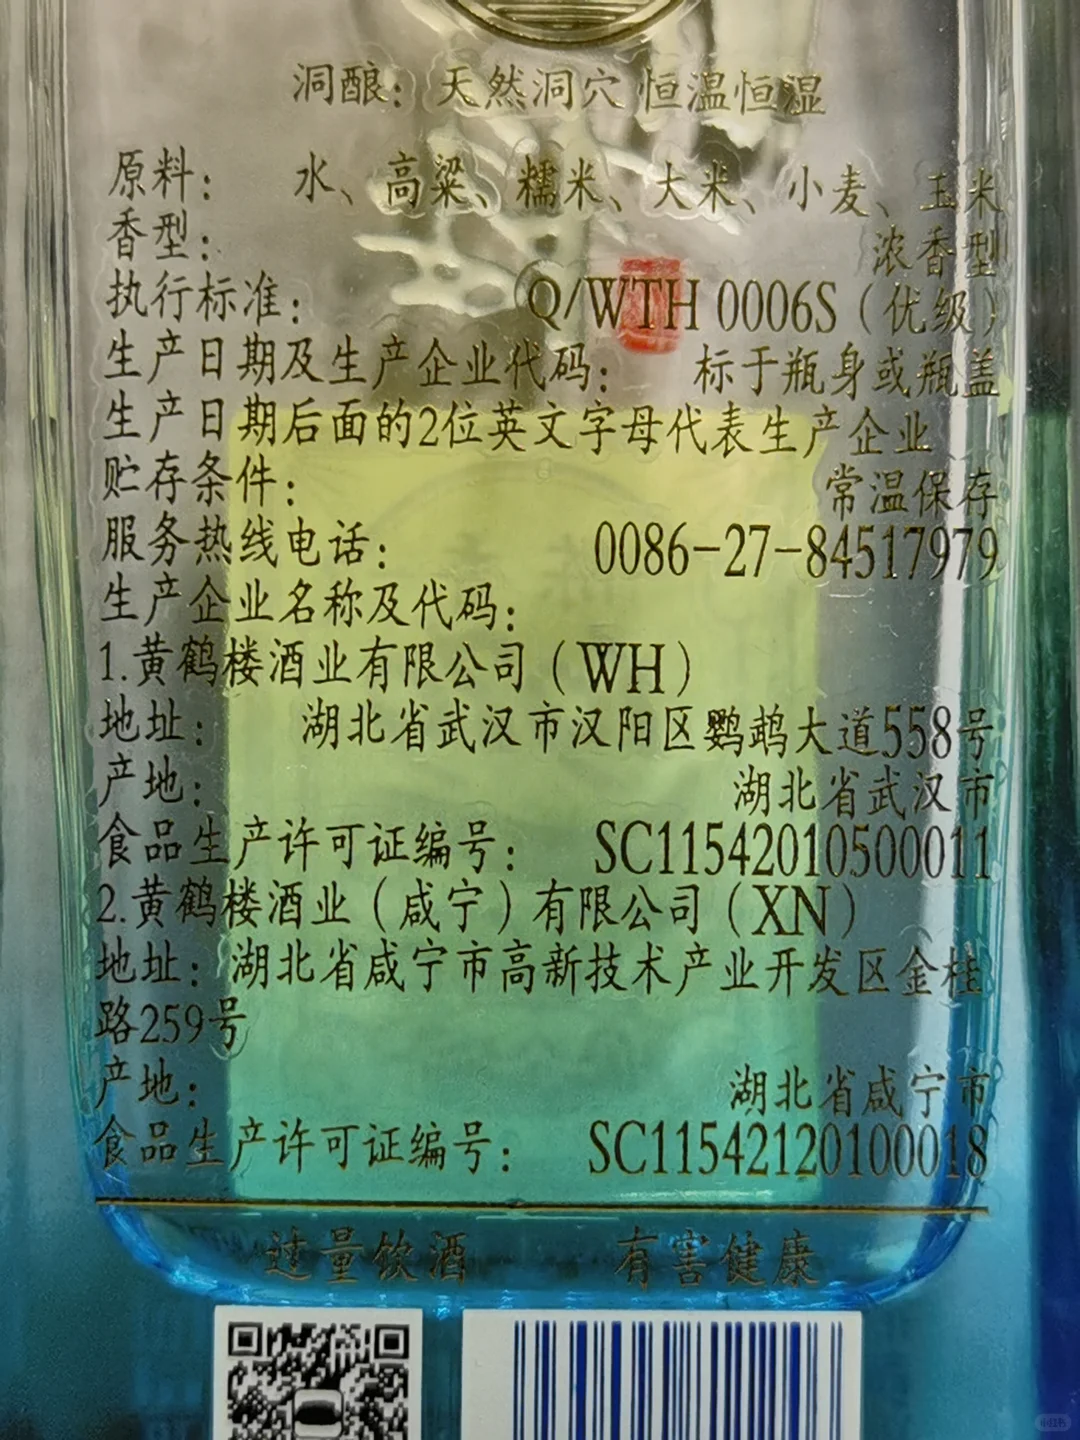 洞酿：天然洞穴 恒温恒湿
原料： 水、高粱、糯米、大米、小麦、玉米
香型： 浓香型
执行标准： Q/WTH 0006S（优级）
生产日期及生产企业代码： 标于瓶身或瓶盖
生产日期后面的2位英文字母代表生产企业
贮存条件： 常温保存
服务热线电话： 0086-27-84517979
生产企业名称及代码：
1.黄鹤楼酒业有限公司（WH）
地址： 湖北省武汉市汉阳区鹦鹉大道558号
产地： 湖北省武汉市
食品生产许可证编号： SC11542010500011
2.黄鹤楼酒业（咸宁）有限公司（XN）
地址：湖北省咸宁市高新技术产业开发区金桂
路259号
产地： 湖北省咸宁市
食品生产许可证编号： SC11542120100018
过量饮酒 有害健康
小红书